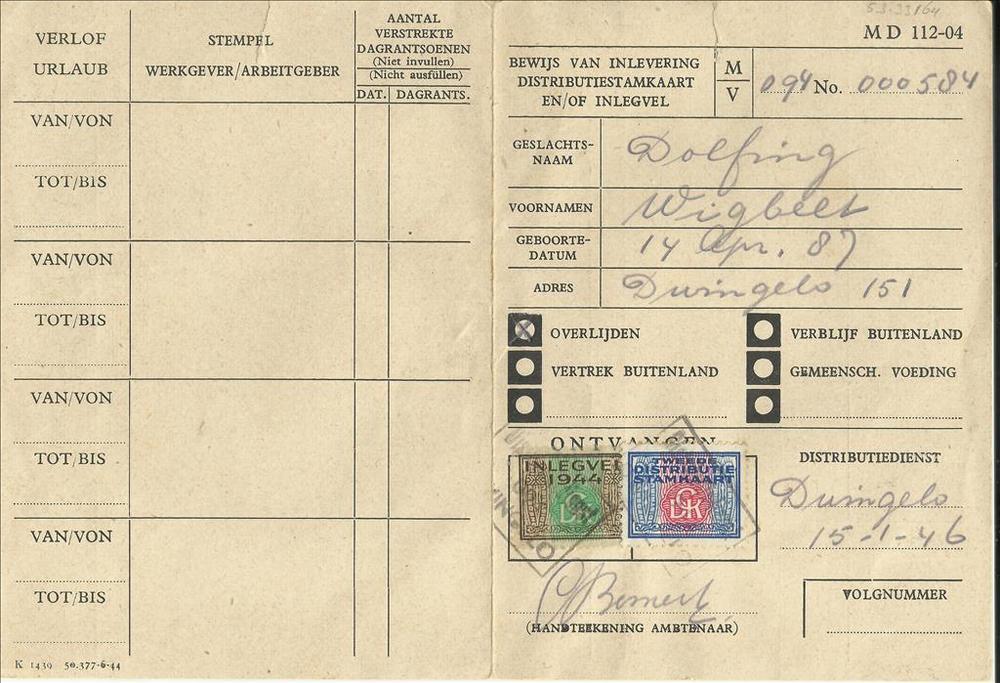 VERLOF
URLAUB
STEMPEL
WERKGEVER/ARBEITGEBER
AANTAL
VERSTREKTE
DAGRANTSOENEN
(Niet invullen)
(Nicht ausfüllen)
DAT. DAGRANTS.
VAN/VON
TOT/BIS
VAN/VON
TOT/BIS
VAN/VON
TOT/BIS
VAN/VON
TOT/BIS
K 1439 50.377-6-44
MD 112-04
BEWIJS VAN INLEVERING
DISTRIBUTIESTAMKAART
EN/OF INLEGVEL
M
V
094 No. 000584
GESLACHTS-
NAAM
Dolfing
VOORNAMEN
Wigbelt
GEBOORTE-
DATUM
14 Apr. 87
ADRES
Dwingelo 151
OVERLIJDEN
VERBLIJF BUITENLAND
VERTREK BUITENLAND
GEMEENSCH. VOEDING
ONTVANGEN
INLEGVEL
1944
TWEEDE
DISTRIBUTIE
STAMKAART
DISTRIBUTIEDIENST
Dwingelo
15-1-46
(HANDTEEKENING AMBTENAAR)
VOLGNUMMER